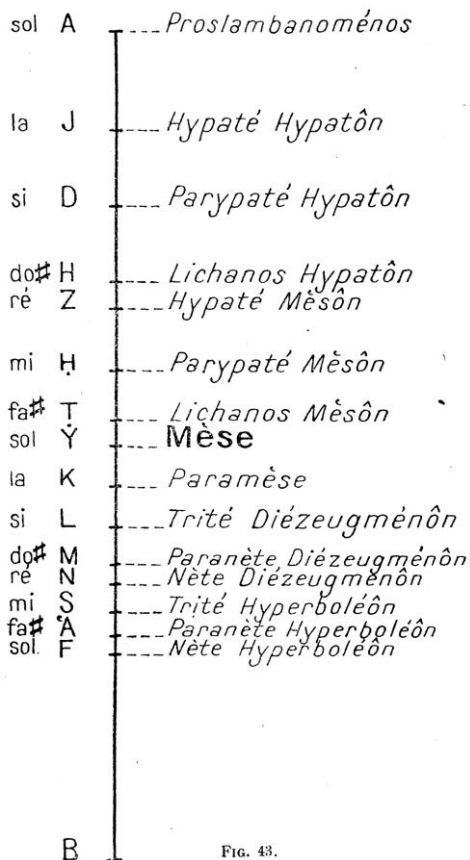 sol A Proslambanoménos
la J Hypaté Hypatôn
si D Parypaté Hypatôn
do# H Lichanos Hypatôn
ré Z Hypaté Mèsôn
mi Ḥ Parypaté Mèsôn
fa# Ṭ Lichanos Mèsôn
sol Ÿ Mèse
la K Paramèse
si L Trité Diézeugménôn
do# M Paranète Diézeugménôn
ré N Nète Diézeugménôn
mi S Trité Hyperboléôn
fa# ʿA Paranète Hyperboléôn
sol. F Nète Hyperboléôn
B
FIG. 43.